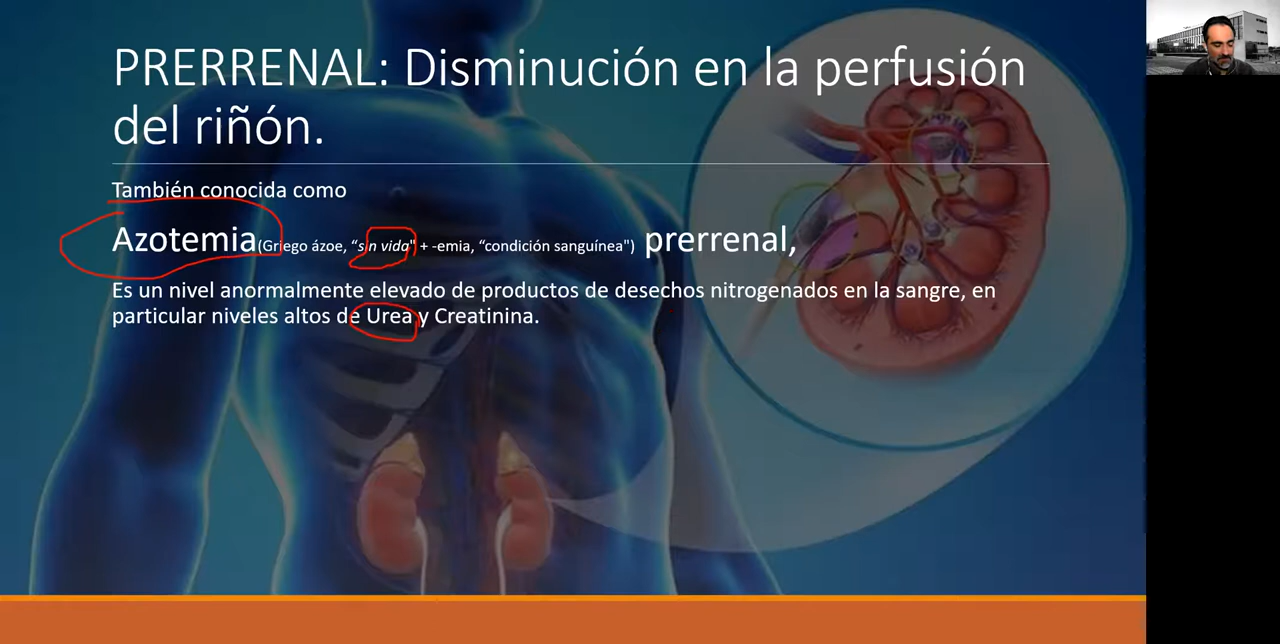 PRERRENAL: Disminución en la perfusión
del riñón.
También conocida como
Azotemia(Griego ázoe, “sin vida" + -emia, “condición sanguínea") prerrenal,
Es un nivel anormalmente elevado de productos de desechos nitrogenados en la sangre, en
particular niveles altos de Urea y Creatinina.